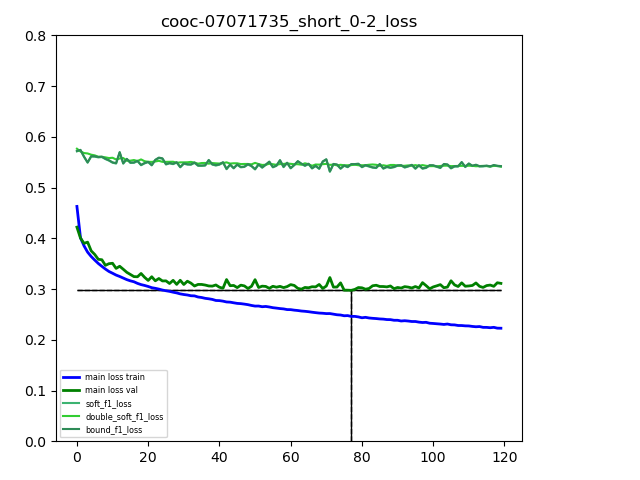 cooc-07071735_short_0-2_loss
0.8
0.7
0.6
0.5
0.4
0.3
0.2
0.1
0.0
main loss train
main loss val
soft_f1_loss
double_soft_f1_loss
bound_f1_loss
0 20 40 60 80 100 120